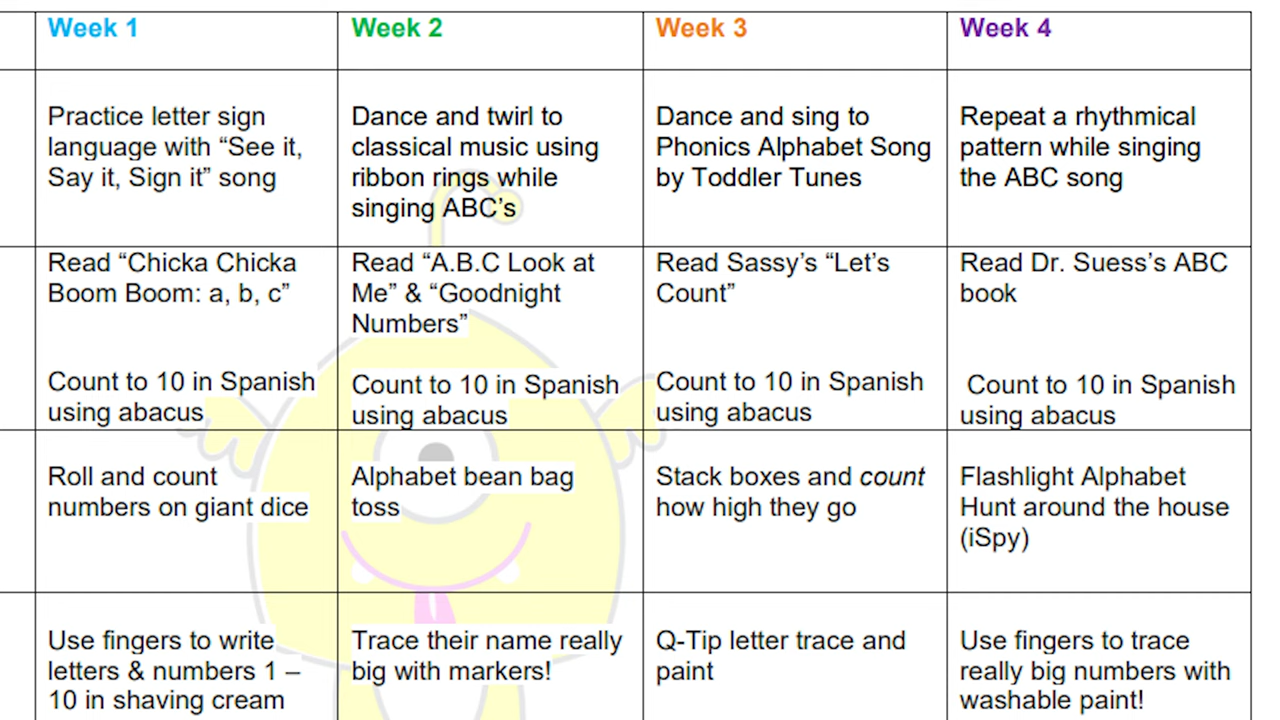 Week 1
Week 2
Week 3
Week 4
Practice letter sign
language with “See it,
Say it, Sign it” song
Dance and twirl to
classical music using
ribbon rings while
singing ABC’s
Dance and sing to
Phonics Alphabet Song
by Toddler Tunes
Repeat a rhythmical
pattern while singing
the ABC song
Read “Chicka Chicka
Boom Boom: a, b, c”
Count to 10 in Spanish
using abacus
Read “A.B.C Look at
Me” & “Goodnight
Numbers”
Count to 10 in Spanish
using abacus
Read Sassy’s “Let’s
Count”
Count to 10 in Spanish
using abacus
Read Dr. Suess’s ABC
book
Count to 10 in Spanish
using abacus
Roll and count
numbers on giant dice
Alphabet bean bag
toss
Stack boxes and count
how high they go
Flashlight Alphabet
Hunt around the house
(iSpy)
Use fingers to write
letters & numbers 1 –
10 in shaving cream
Trace their name really
big with markers!
Q-Tip letter trace and
paint
Use fingers to trace
really big numbers with
washable paint!